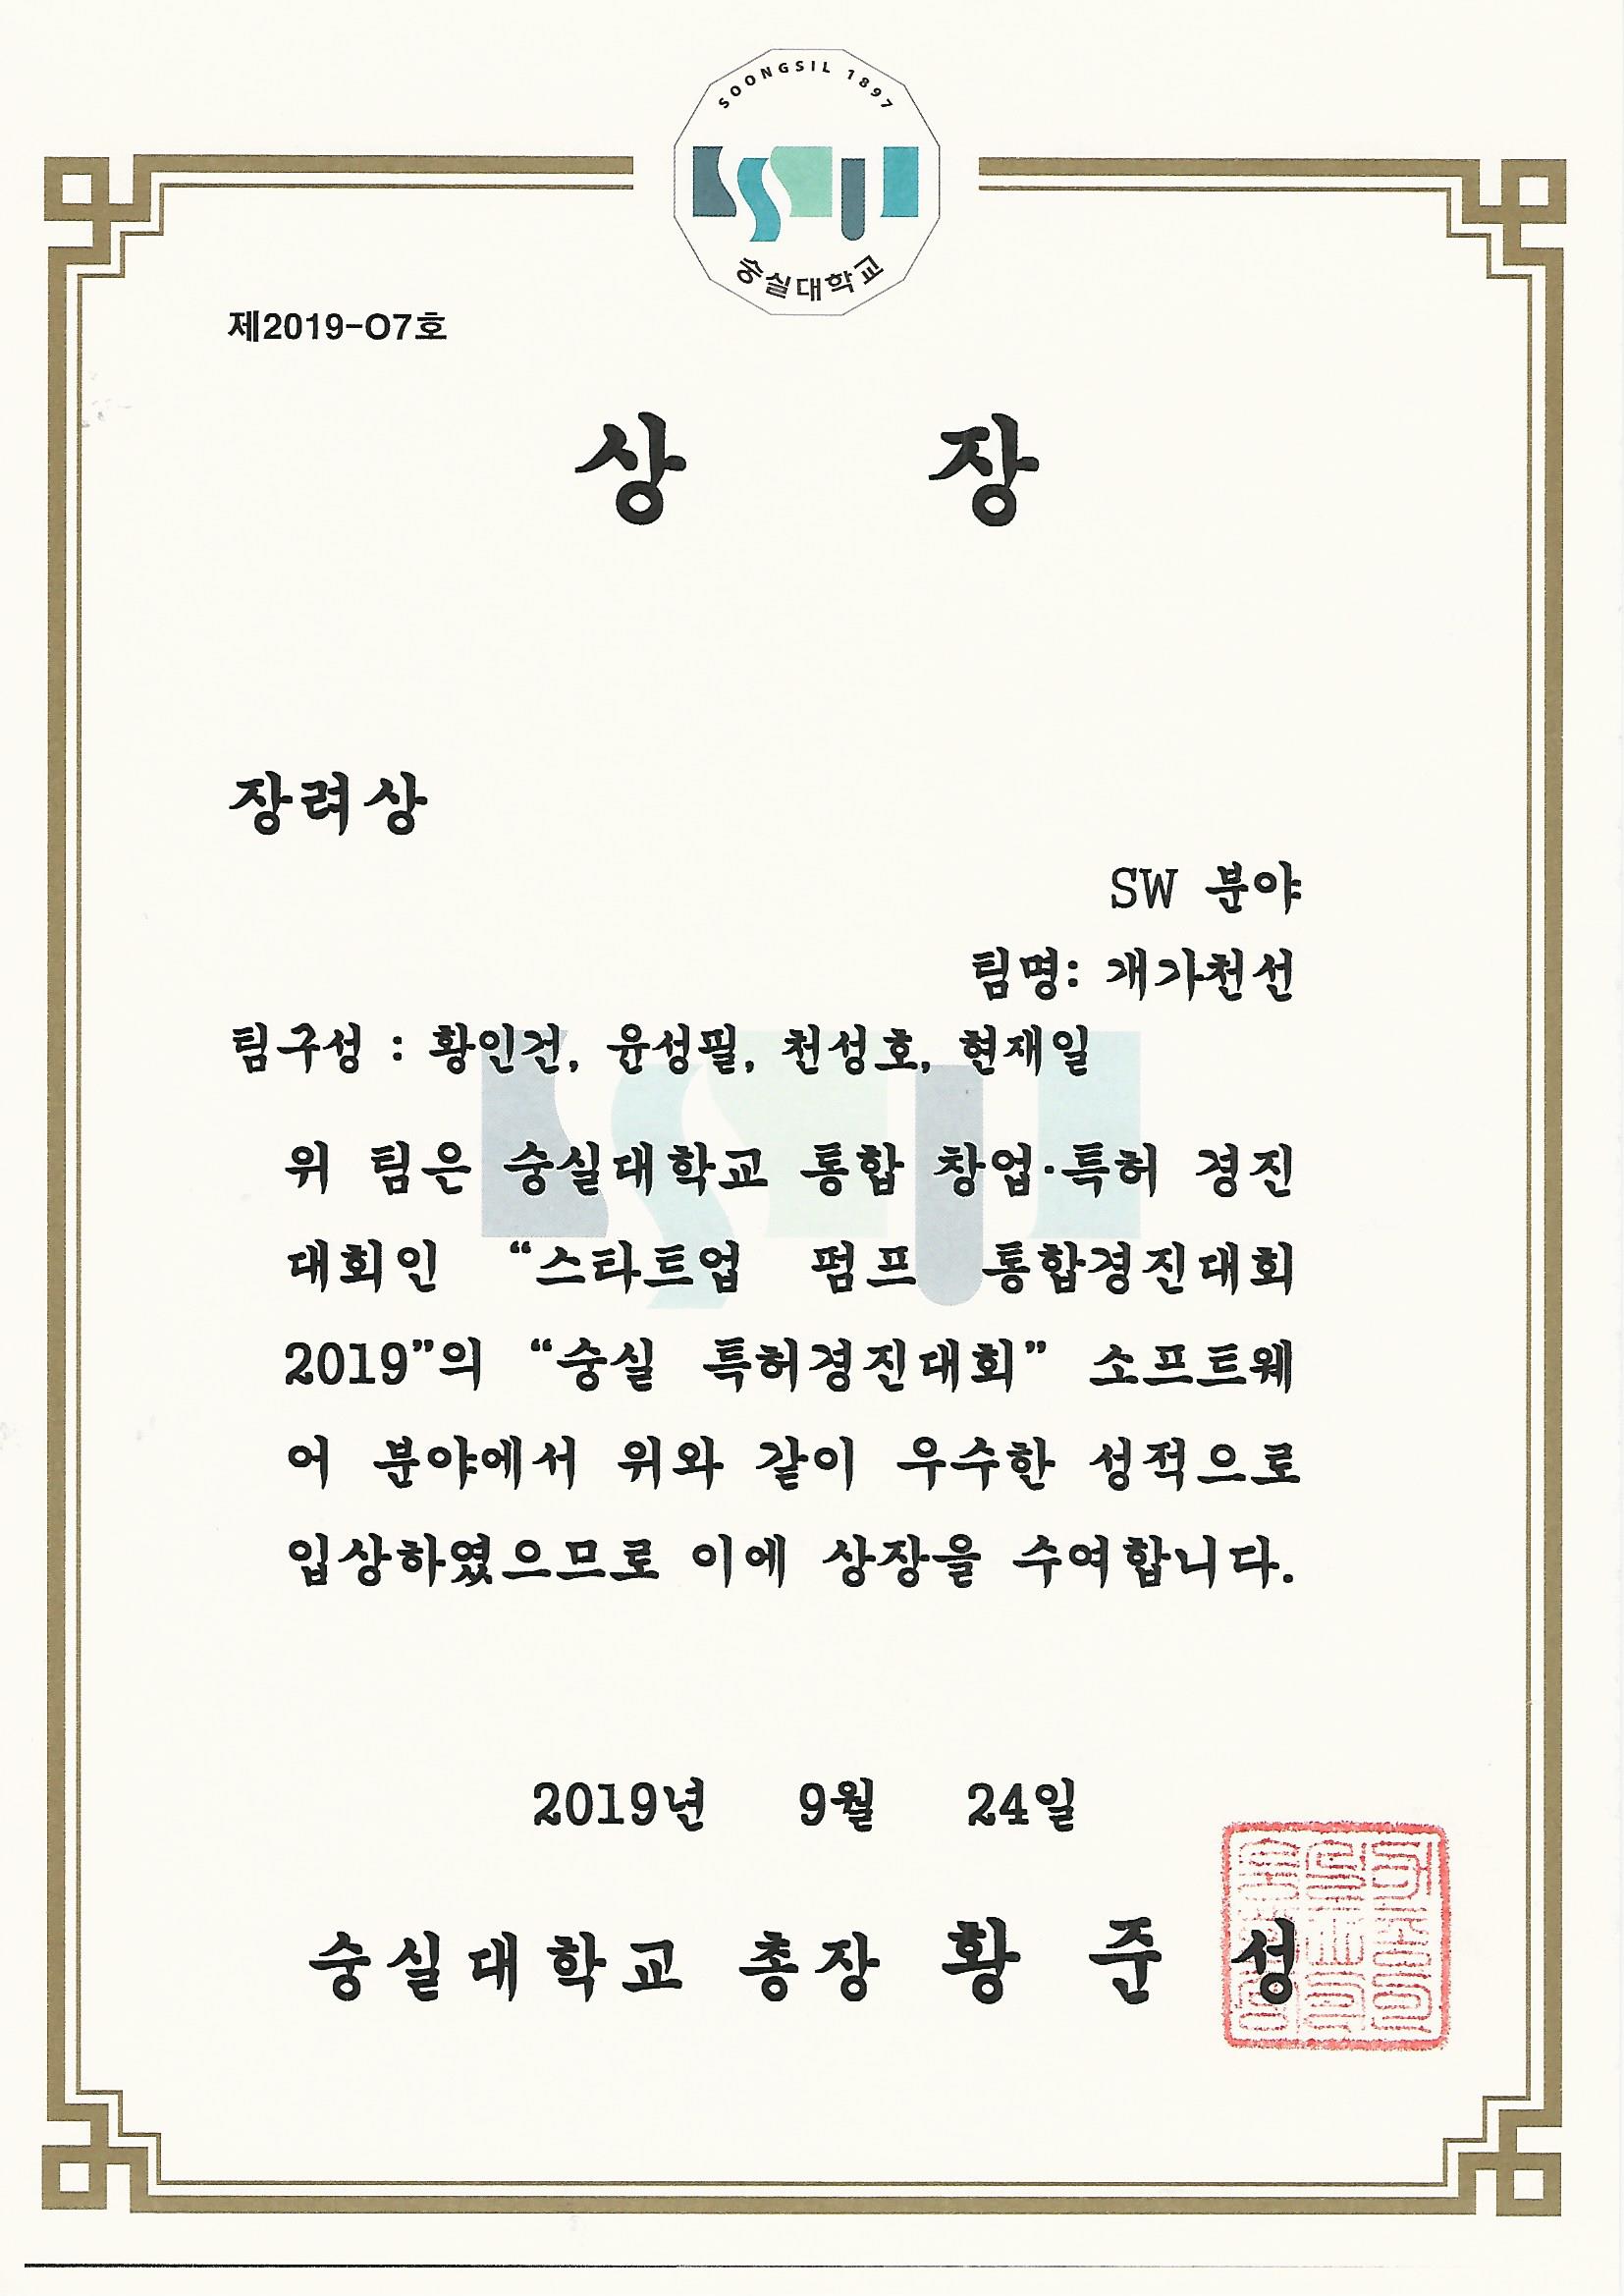 SOONGSIL 1897
숭실대학교
제2019-07호
상 장
장려상
SW 분야
팀명: 개가천선
팀구성 : 황인건, 윤성필, 천성호, 현재일
위 팀은 숭실대학교 통합 창업·특허 경진
대회인 “스타트업 펌프 통합경진대회
2019”의 “숭실 특허경진대회” 소프트웨
어 분야에서 위와 같이 우수한 성적으로
입상하였으므로 이에 상장을 수여합니다.
2019년 9월 24일
숭실대학교 총장 황 준 성